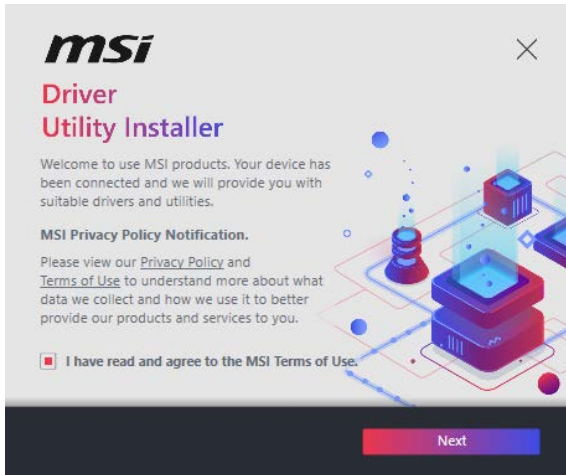 msi
Driver
Utility Installer
Welcome to use MSI products. Your device has
been connected and we will provide you with
suitable drivers and utilities.
MSI Privacy Policy Notification.
Please view our Privacy Policy and
Terms of Use to understand more about what
data we collect and how we use it to better
provide our products and services to you.
I have read and agree to the MSI Terms of Use.
Next